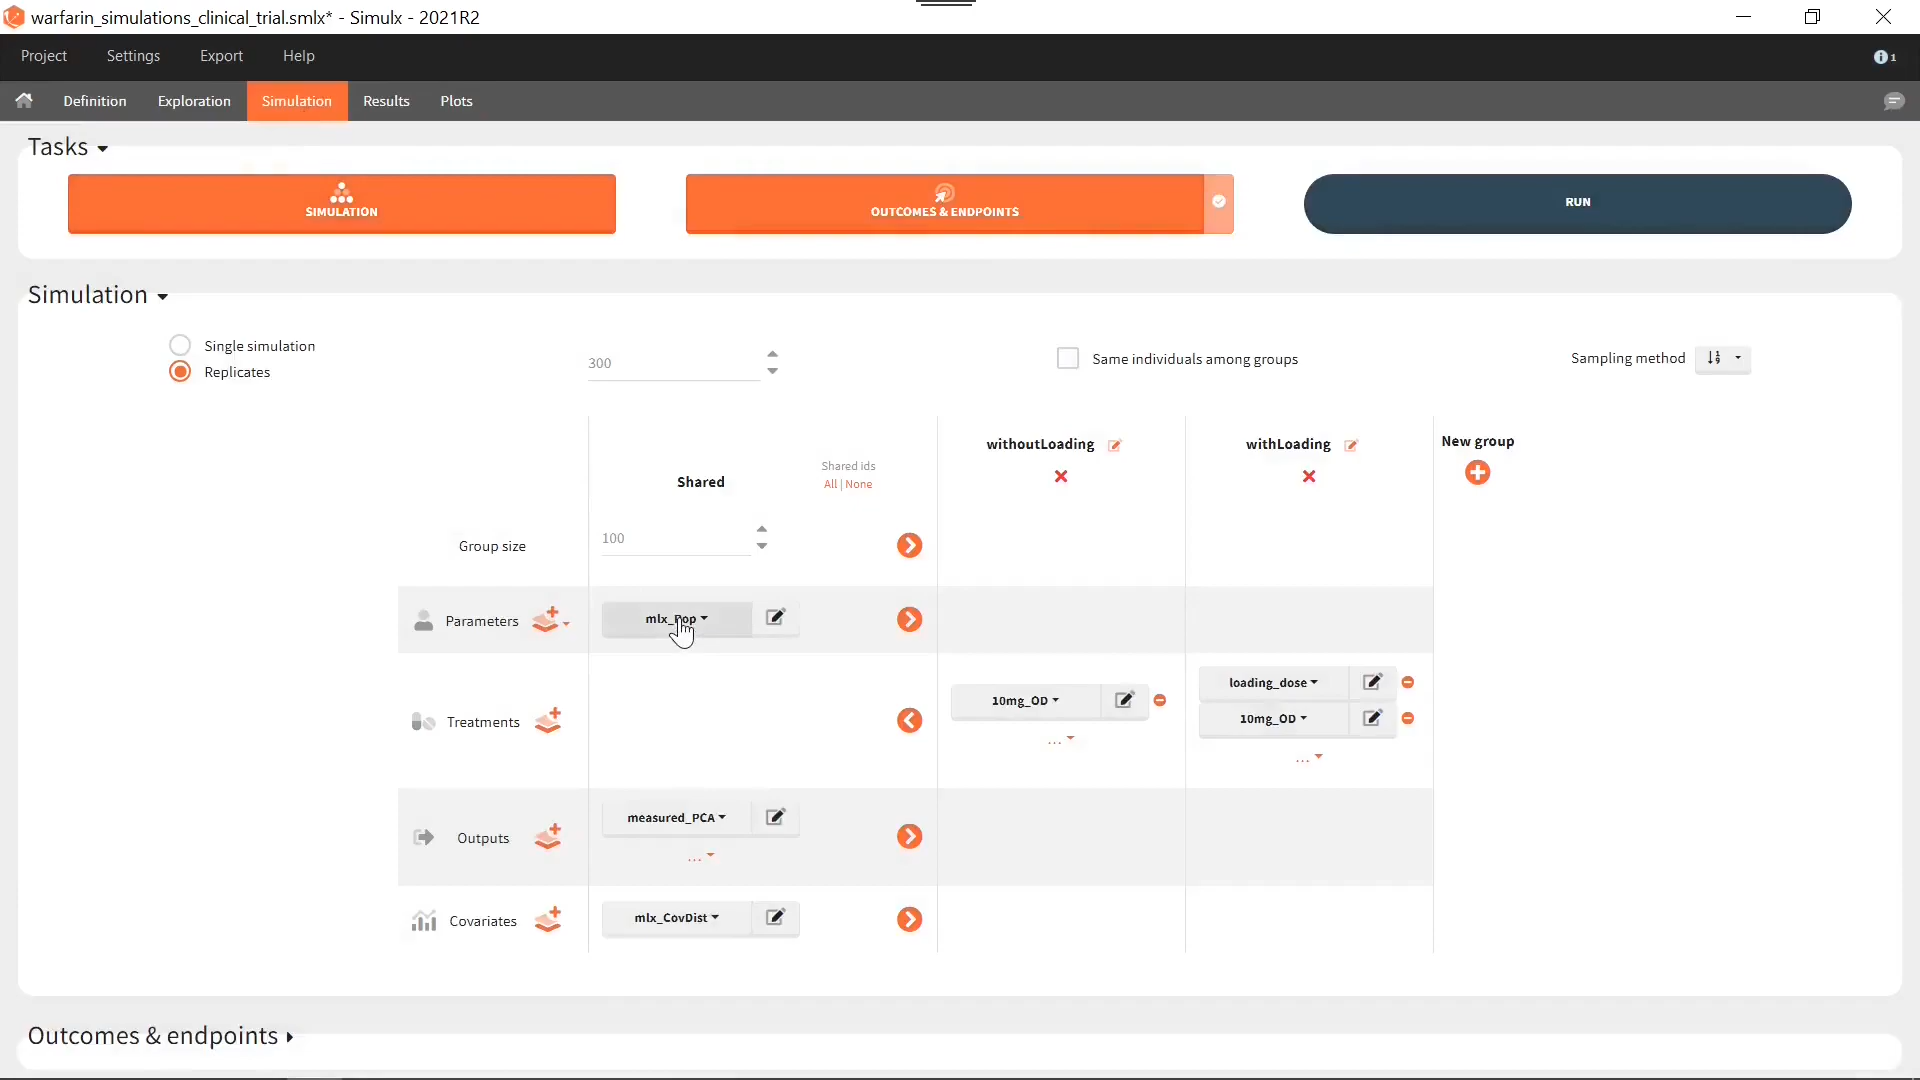 warfarin_simulations_clinical_trial.smlx* - Simulx - 2021R2
Project Settings Export Help
1
Definition Exploration Simulation Results Plots
Tasks
SIMULATION
OUTCOMES & ENDPOINTS
RUN
Simulation
Single simulation
Replicates
300
Same individuals among groups
Sampling method
Shared
Shared ids
All | None
withoutLoading
withLoading
New group
Group size
100
Parameters
mlx_Pop
Treatments
10mg_OD
...
loading_dose
10mg_OD
...
Outputs
measured_PCA
...
Covariates
mlx_CovDist
Outcomes & endpoints